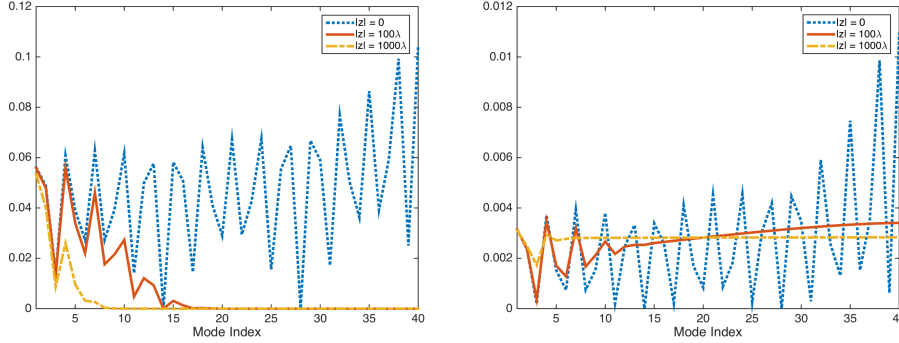 0.12
0.1
0.08
0.06
0.04
0.02
0
5 10 15 20 25 30 35 40
Mode Index
|z| = 0
|z| = 100λ
|z| = 1000λ
0.012
0.01
0.008
0.006
0.004
0.002
0
5 10 15 20 25 30 35 40
Mode Index
|z| = 0
|z| = 100λ
|z| = 1000λ